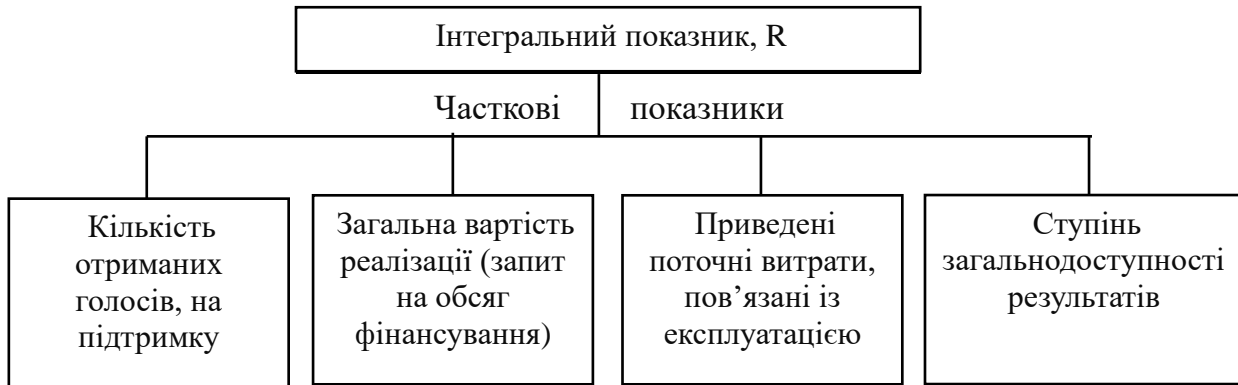 Інтегральний показник, R
Часткові показники
Кількість
отриманих
голосів, на
підтримку
Загальна вартість
реалізації (запит
на обсяг
фінансування)
Приведені
поточні витрати,
пов’язані із
експлуатацією
Ступінь
загальнодоступності
результатів